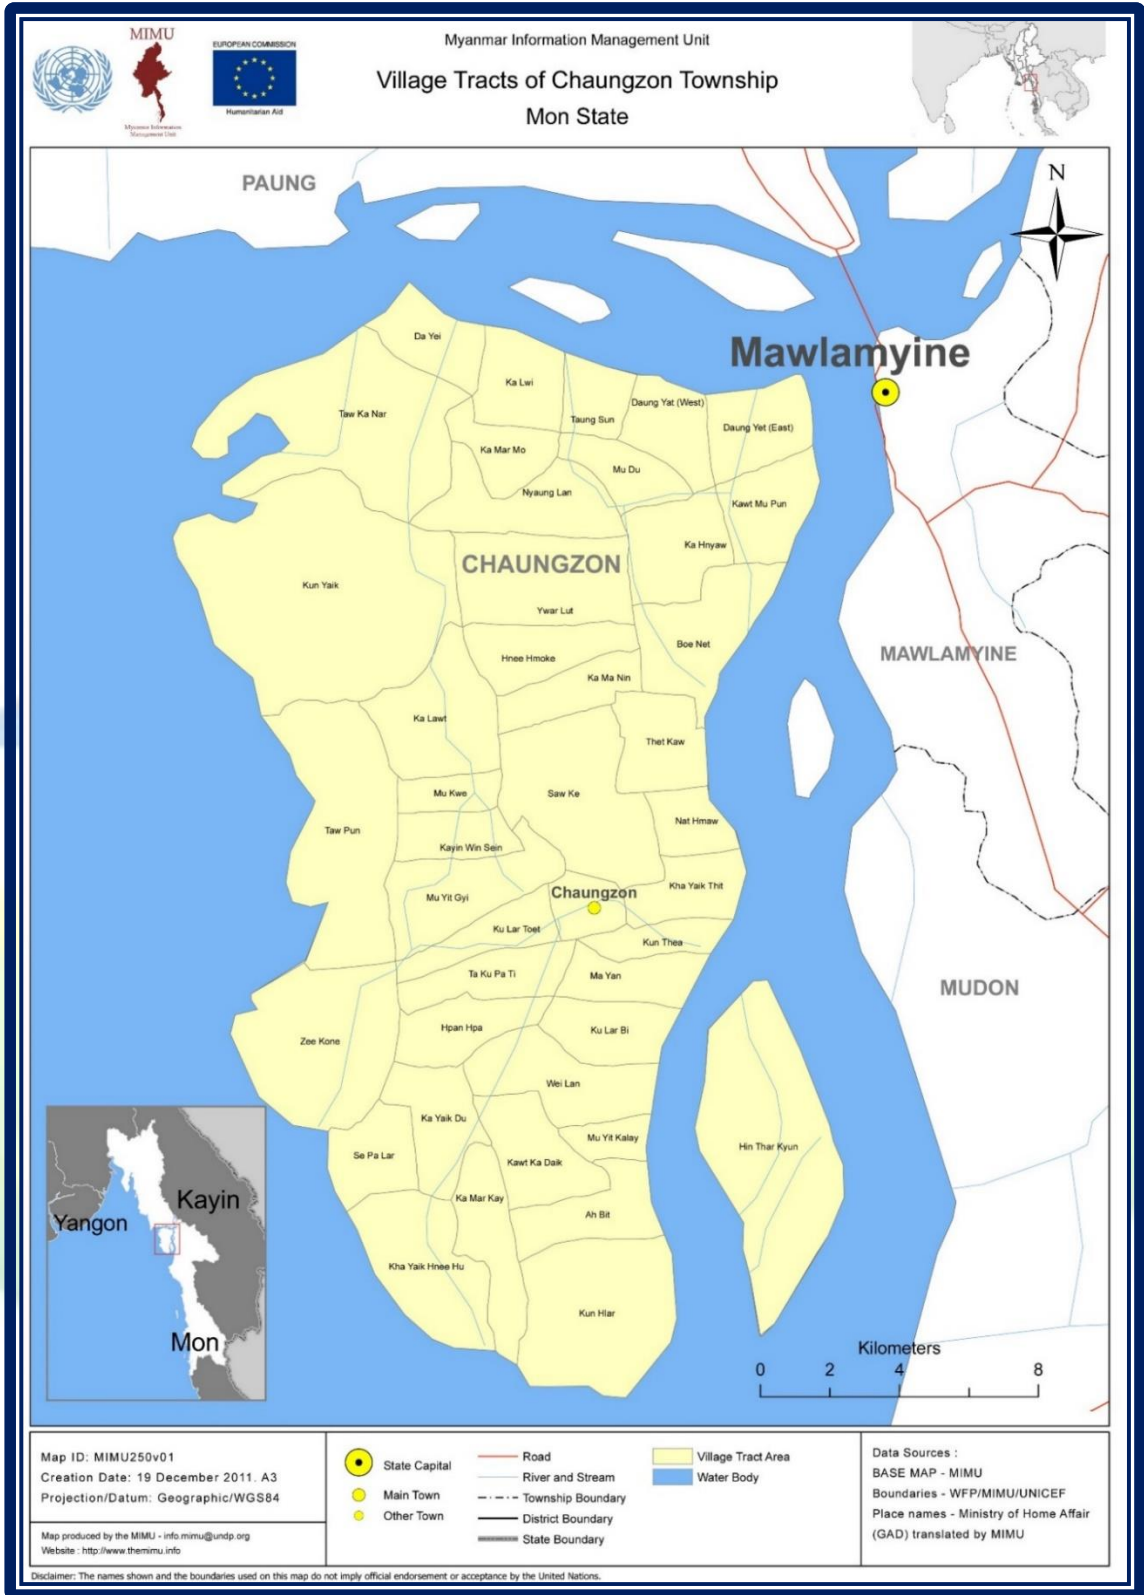 MIMU
Myanmar Information
Management Unit
EUROPEAN COMMISSION
Humanitarian Aid
Myanmar Information Management Unit
Village Tracts of Chaungzon Township
Mon State
PAUNG
N
Mawlamyine
Da Yei
Ka Lwi
Taw Ka Nar
Taung Sun
Daung Yat (West)
Daung Yet (East)
Ka Mar Mo
Mu Du
Nyaung Lan
Kawt Mu Pun
Ka Hnyaw
CHAUNGZON
Kun Yaik
Ywar Lut
Boe Net
MAWLAMYINE
Hnee Hmoke
Ka Ma Nin
Ka Lawt
Thet Kaw
Mu Kwe
Saw Ke
Nat Hmaw
Taw Pun
Kayin Win Sein
Kha Yaik Thit
Mu Yit Gyi
Chaungzon
Ku Lar Toet
Kun Thea
Ta Ku Pa Ti
Ma Yan
MUDON
Hpan Hpa
Ku Lar Bi
Zee Kone
Wei Lan
Ka Yaik Du
Mu Yit Kalay
Hin Thar Kyun
Se Pa Lar
Kawt Ka Daik
Ka Mar Kay
Ah Bit
Kha Yaik Hnee Hu
Kun Hlar
Kayin
Yangon
Mon
Kilometers
0 2 4 8
Map ID: MIMU250v01
Creation Date: 19 December 2011. A3
Projection/Datum: Geographic/WGS84
Map produced by the MIMU - info.mimu@undp.org
Website : http://www.themimu.info
State Capital
Main Town
Other Town
Road
River and Stream
Township Boundary
District Boundary
State Boundary
Village Tract Area
Water Body
Data Sources :
BASE MAP - MIMU
Boundaries - WFP/MIMU/UNICEF
Place names - Ministry of Home Affair
(GAD) translated by MIMU
Disclaimer: The names shown and the boundaries used on this map do not imply official endorsement or acceptance by the United Nations.